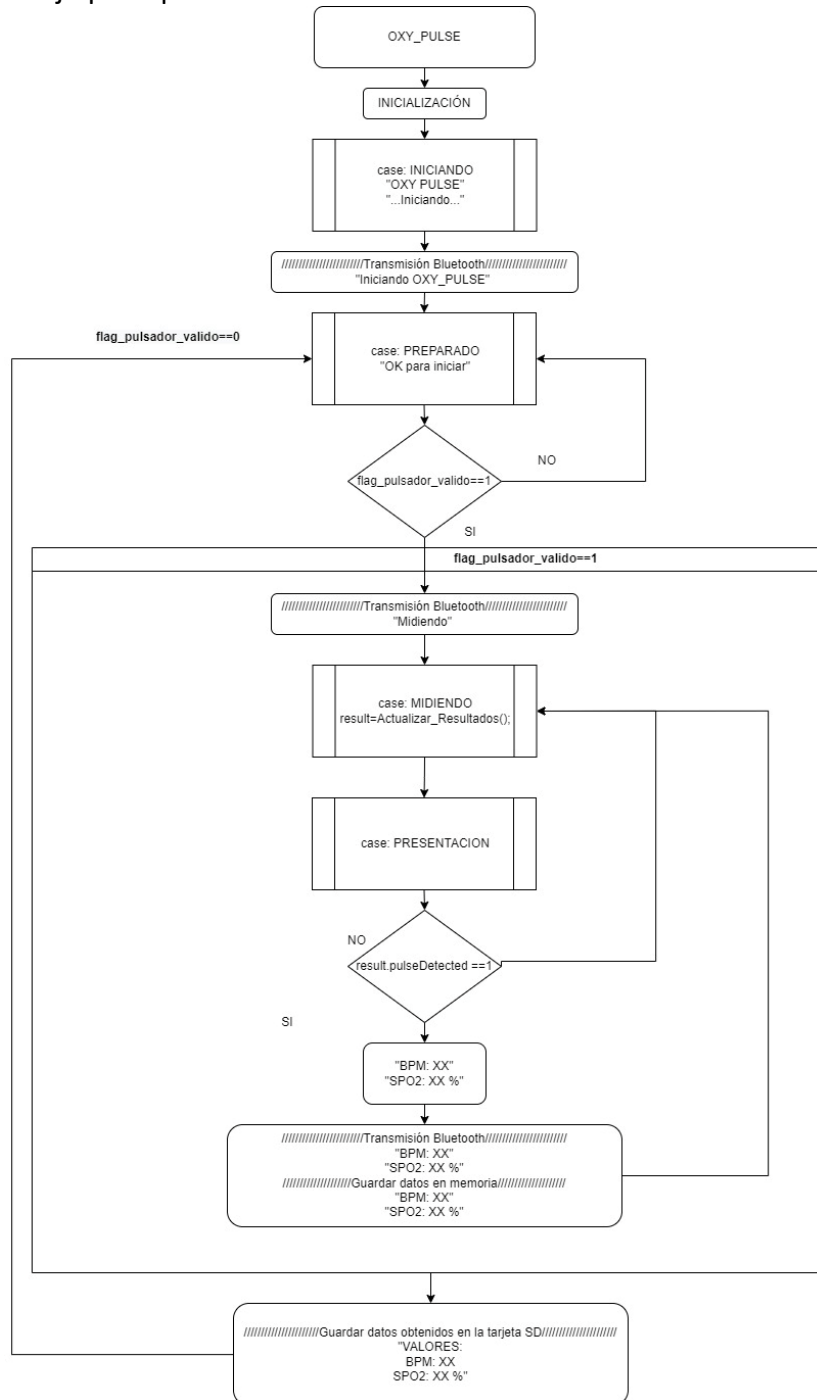 OXY_PULSE
INICIALIZACIÓN
case: INICIANDO
"OXY PULSE"
"...Iniciando..."
////////////////////////Transmisión Bluetooth////////////////////////
"Iniciando OXY_PULSE"
flag_pulsador_valido==0
case: PREPARADO
"OK para iniciar"
flag_pulsador_valido==1
NO
SI
flag_pulsador_valido==1
////////////////////////Transmisión Bluetooth////////////////////////
"Midiendo"
case: MIDIENDO
result=Actualizar_Resultados();
case: PRESENTACION
NO
result.pulseDetected ==1
SI
"BPM: XX"
"SPO2: XX %"
////////////////////////Transmisión Bluetooth////////////////////////
"BPM: XX"
"SPO2: XX %"
////////////////////Guardar datos en memoria////////////////////
"BPM: XX"
"SPO2: XX %"
//////////////////////Guardar datos obtenidos en la tarjeta SD//////////////////////
"VALORES:
BPM: XX
SPO2: XX %"